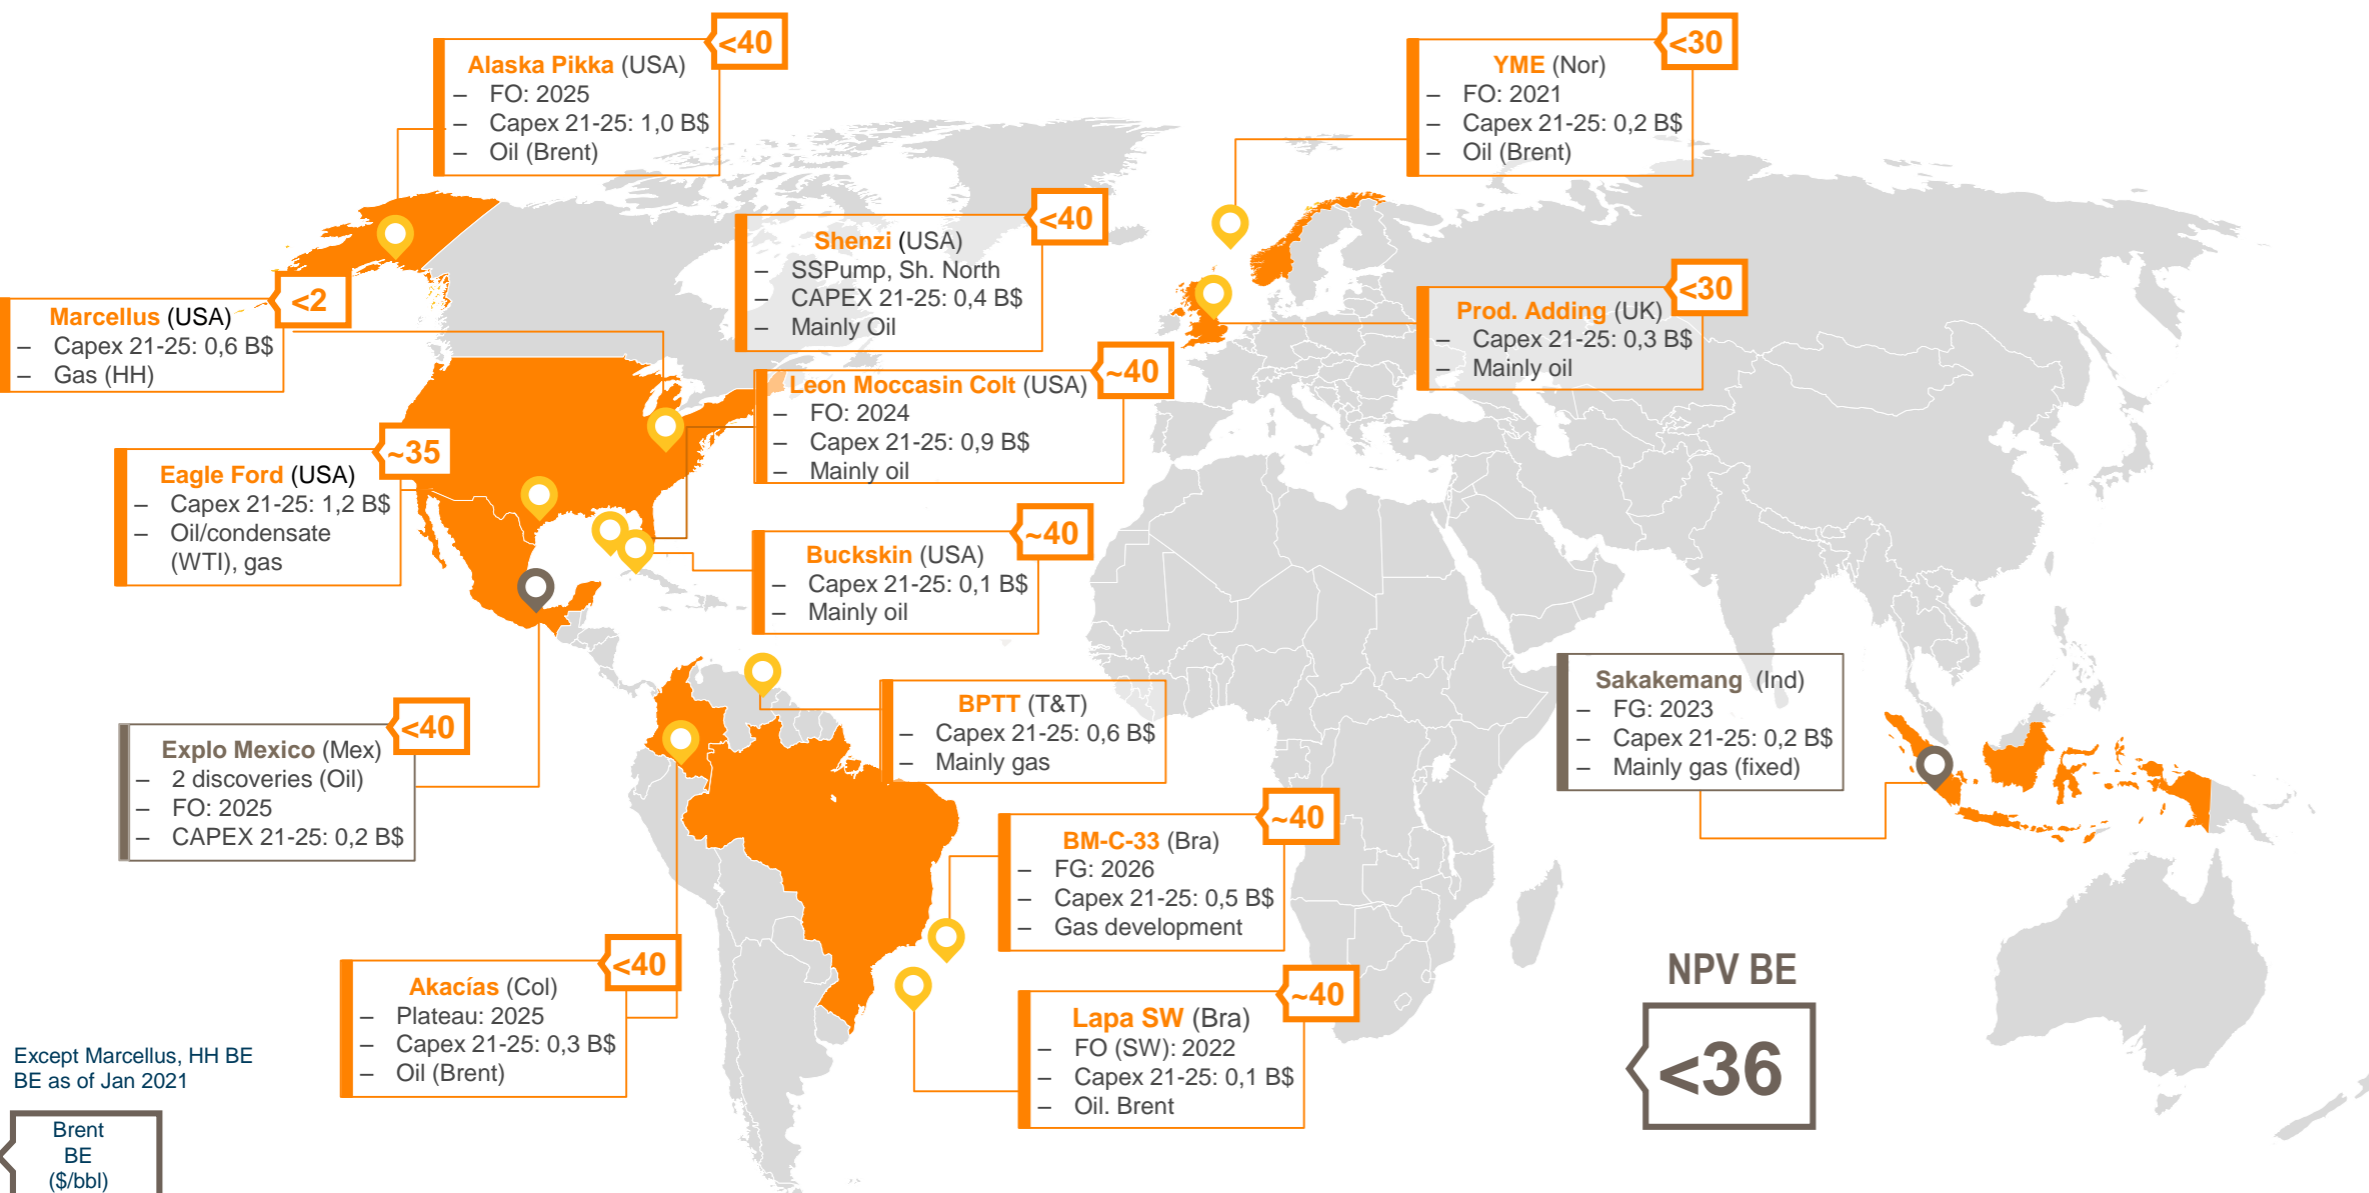 <40
Alaska Pikka (USA)
– FO: 2025
– Capex 21-25: 1,0 B$
– Oil (Brent)
<30
YME (Nor)
– FO: 2021
– Capex 21-25: 0,2 B$
– Oil (Brent)
<40
Shenzi (USA)
– SSPump, Sh. North
– CAPEX 21-25: 0,4 B$
– Mainly Oil
<2
Marcellus (USA)
– Capex 21-25: 0,6 B$
– Gas (HH)
<30
Prod. Adding (UK)
– Capex 21-25: 0,3 B$
– Mainly oil
~40
Leon Moccasin Colt (USA)
– FO: 2024
– Capex 21-25: 0,9 B$
– Mainly oil
~35
Eagle Ford (USA)
– Capex 21-25: 1,2 B$
– Oil/condensate
(WTI), gas
~40
Buckskin (USA)
– Capex 21-25: 0,1 B$
– Mainly oil
<40
Explo Mexico (Mex)
– 2 discoveries (Oil)
– FO: 2025
– CAPEX 21-25: 0,2 B$
BPTT (T&T)
– Capex 21-25: 0,6 B$
– Mainly gas
Sakakemang (Ind)
– FG: 2023
– Capex 21-25: 0,2 B$
– Mainly gas (fixed)
~40
BM-C-33 (Bra)
– FG: 2026
– Capex 21-25: 0,5 B$
– Gas development
<40
Akacías (Col)
– Plateau: 2025
– Capex 21-25: 0,3 B$
– Oil (Brent)
~40
Lapa SW (Bra)
– FO (SW): 2022
– Capex 21-25: 0,1 B$
– Oil. Brent
NPV BE
<36
Except Marcellus, HH BE
BE as of Jan 2021
Brent
BE
($/bbl)